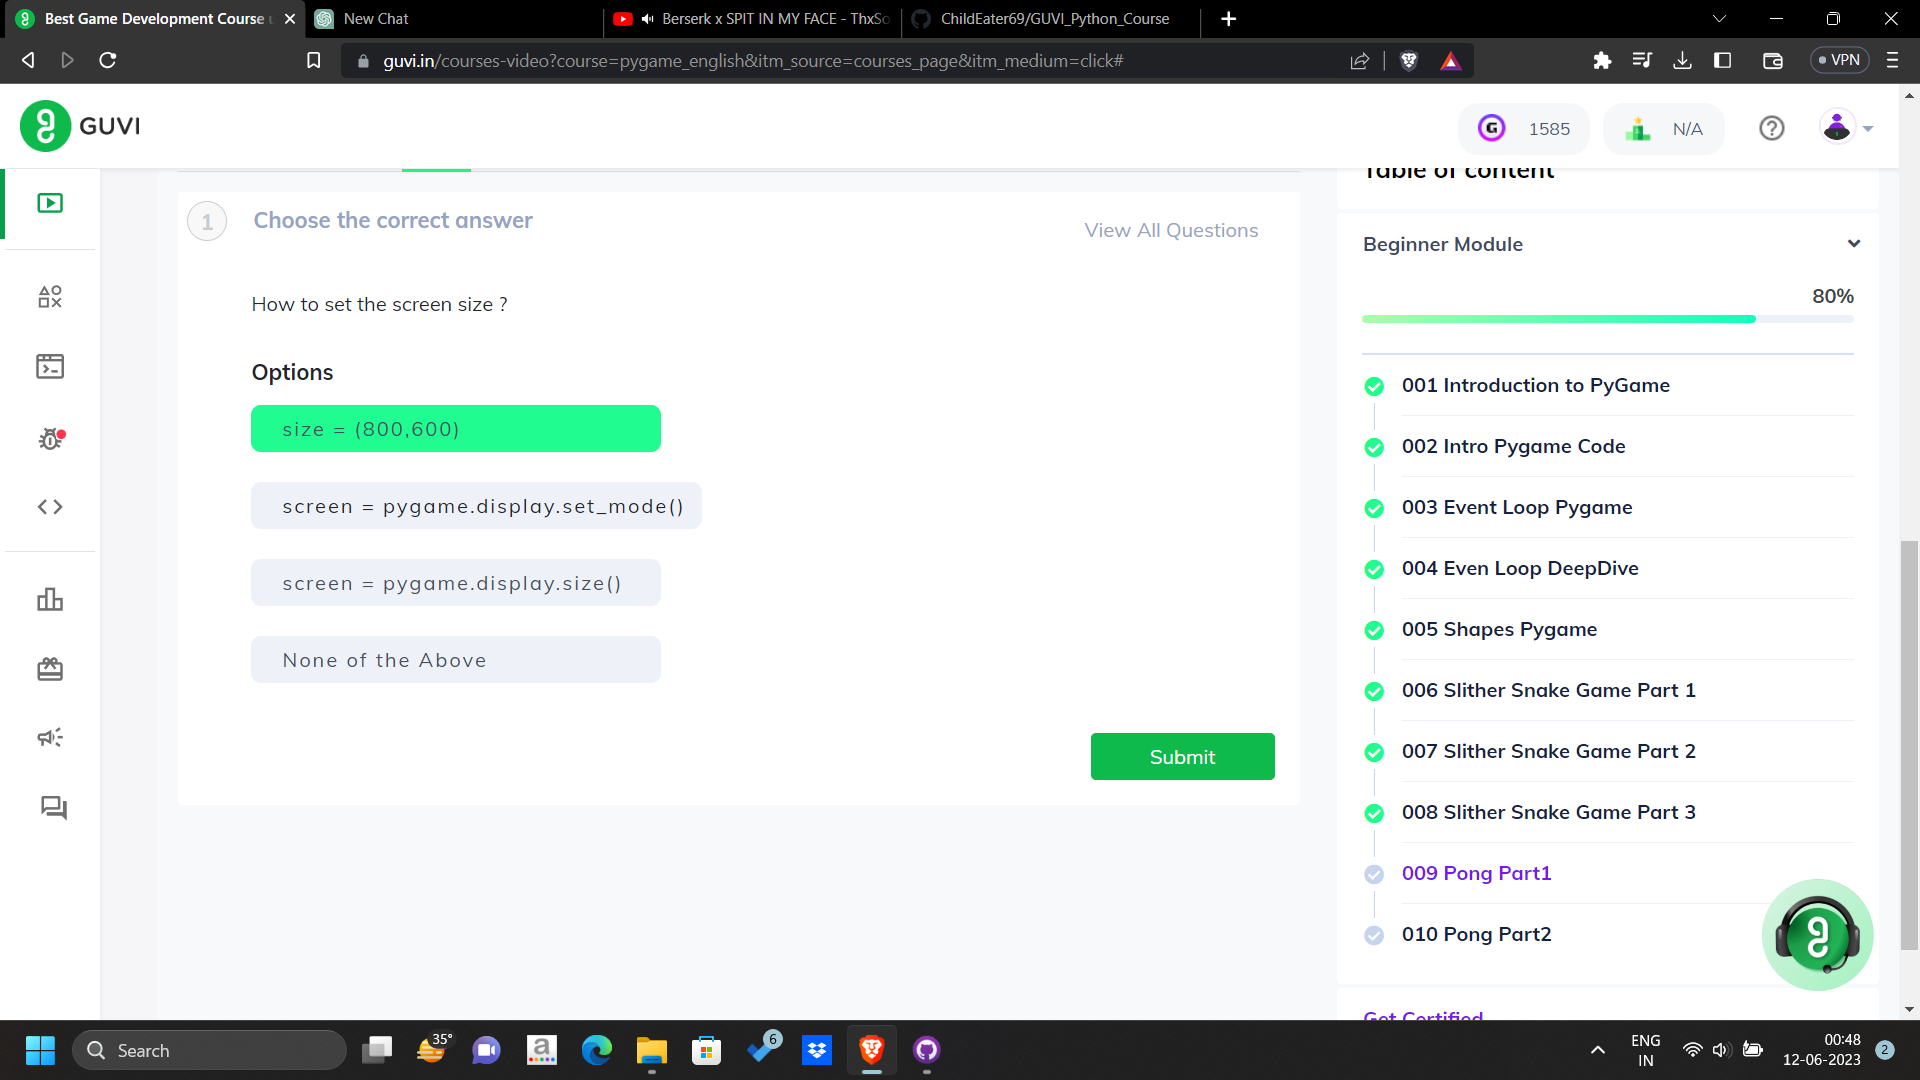 Best Game Development Course u
New Chat
Berserk x SPIT IN MY FACE - ThxSo
ChildEater69/GUVI_Python_Course
guvi.in/courses-video?course=pygame_english&itm_source=courses_page&itm_medium=click#
VPN
GUVI
G
1585
N/A
Table of content
1
Choose the correct answer
View All Questions
How to set the screen size ?
Options
size = (800,600)
screen = pygame.display.set_mode()
screen = pygame.display.size()
None of the Above
Submit
Beginner Module
80%
001 Introduction to PyGame
002 Intro Pygame Code
003 Event Loop Pygame
004 Even Loop DeepDive
005 Shapes Pygame
006 Slither Snake Game Part 1
007 Slither Snake Game Part 2
008 Slither Snake Game Part 3
009 Pong Part1
010 Pong Part2
Get Certified
Search
35°
a
6
ENG
IN
00:48
12-06-2023
2